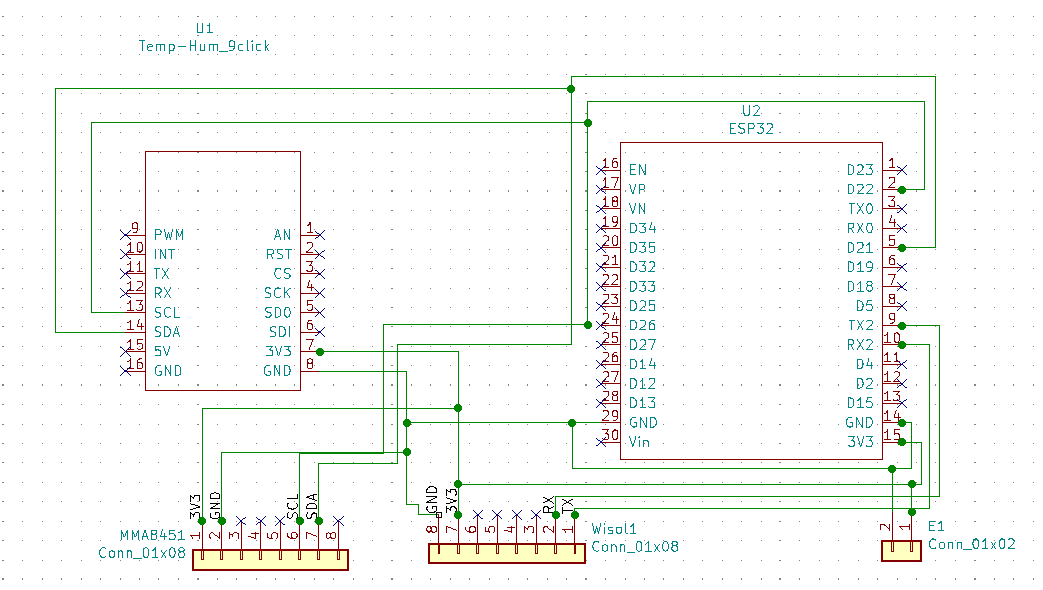 U1
Temp-Hum_9click
U2
ESP32
16 EN D23 1
17 VP D22 2
18 VN TX0 3
19 D34 RX0 4
20 D35 D21 5
21 D32 D19 6
22 D33 D18 7
23 D25 D5 8
24 D26 TX2 9
25 D27 RX2 10
26 D14 D4 11
27 D12 D2 12
28 D13 D15 13
29 GND GND 14
30 Vin 3V3 15
9 PWM AN 1
10 INT RST 2
11 TX CS 3
12 RX SCK 4
13 SCL SDO 5
14 SDA SDI 6
15 5V 3V3 7
16 GND GND 8
3V3 GND SCL SDA
MMA8451
Conn_01x08
1 2 3 4 5 6 7 8
GND 3V3 RX TX
8 7 6 5 4 3 2 1
Wisol1
Conn_01x08
2 1
E1
Conn_01x02